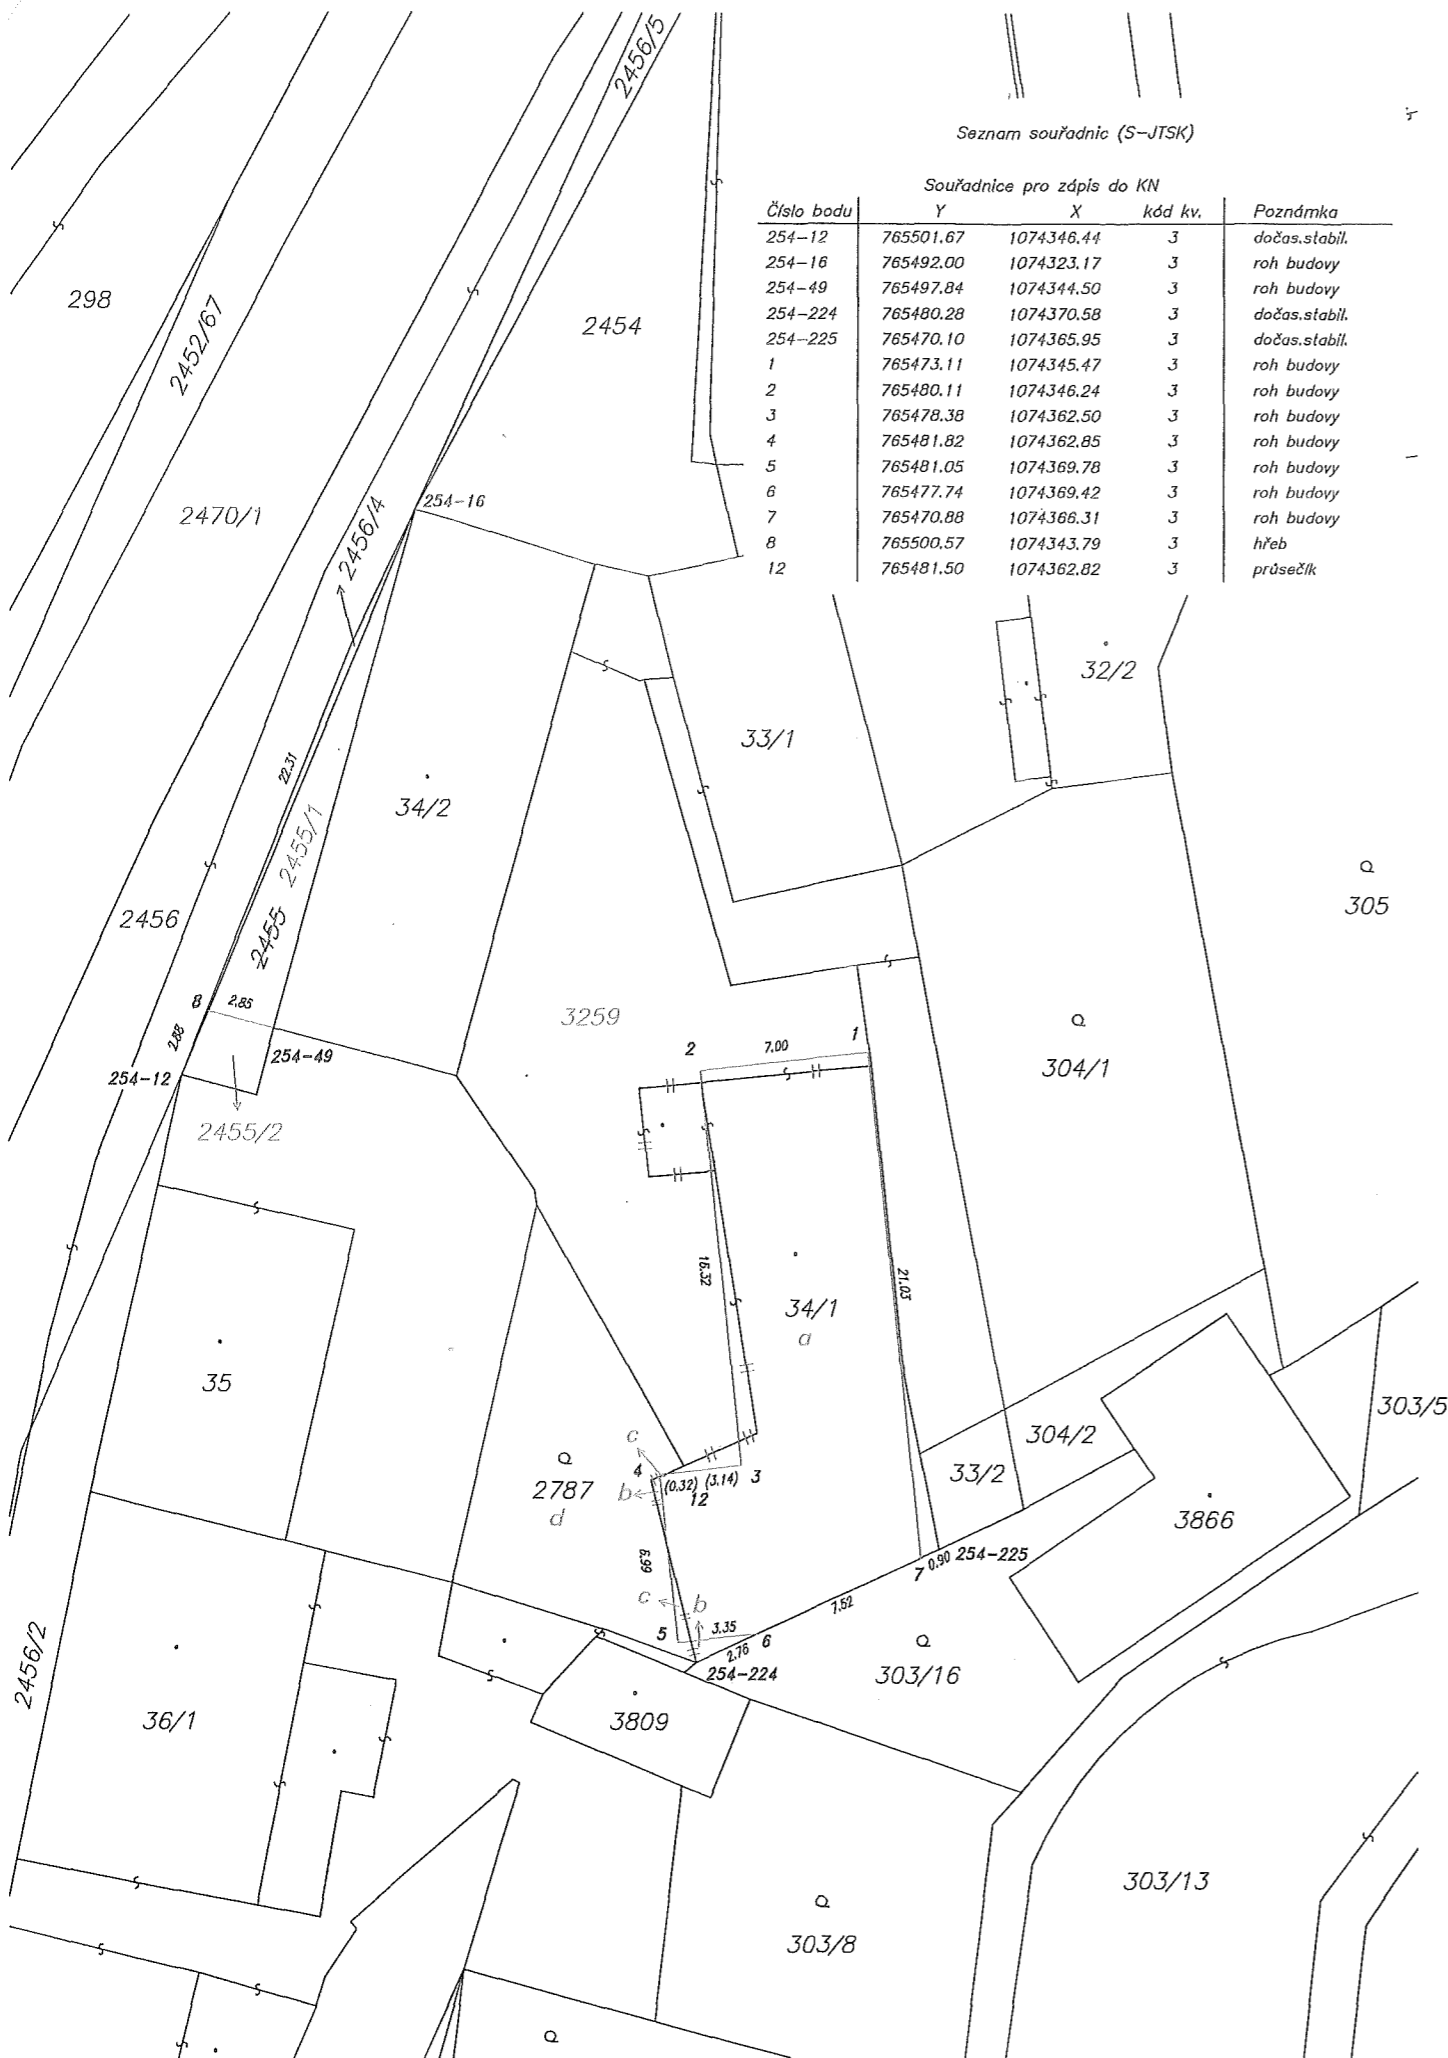 2456/5
Seznam souřadnic (S-JTSK)
Souřadnice pro zápis do KN
Číslo bodu Y X kód kv. Poznámka
254-12 765501.67 1074346.44 3 dočas.stabil.
254-16 765492.00 1074323.17 3 roh budovy
254-49 765497.84 1074344.50 3 roh budovy
254-224 765480.28 1074370.58 3 dočas.stabil.
254-225 765470.10 1074365.95 3 dočas.stabil.
1 765473.11 1074345.47 3 roh budovy
2 765480.11 1074346.24 3 roh budovy
3 765478.38 1074362.50 3 roh budovy
4 765481.82 1074362.85 3 roh budovy
5 765481.05 1074369.78 3 roh budovy
6 765477.74 1074369.42 3 roh budovy
7 765470.88 1074366.31 3 roh budovy
8 765500.57 1074343.79 3 hřeb
12 765481.50 1074362.82 3 průsečík
298
2452/67
2454
2470/1
2456/4
254-16
32/2
33/1
22.31
34/2
2455/1
2455
2456
305
8
2.85
2.88
254-12
254-49
2455/2
3259
2
7.00
1
304/1
16.32
21.03
34/1
a
35
303/5
304/2
33/2
c
4
b
(0.32)
(3.14)
3
12
2787
d
3866
6.99
c
b
7
0.90
254-225
7.52
5
3.35
6
2.76
254-224
303/16
2456/2
36/1
3809
303/13
303/8